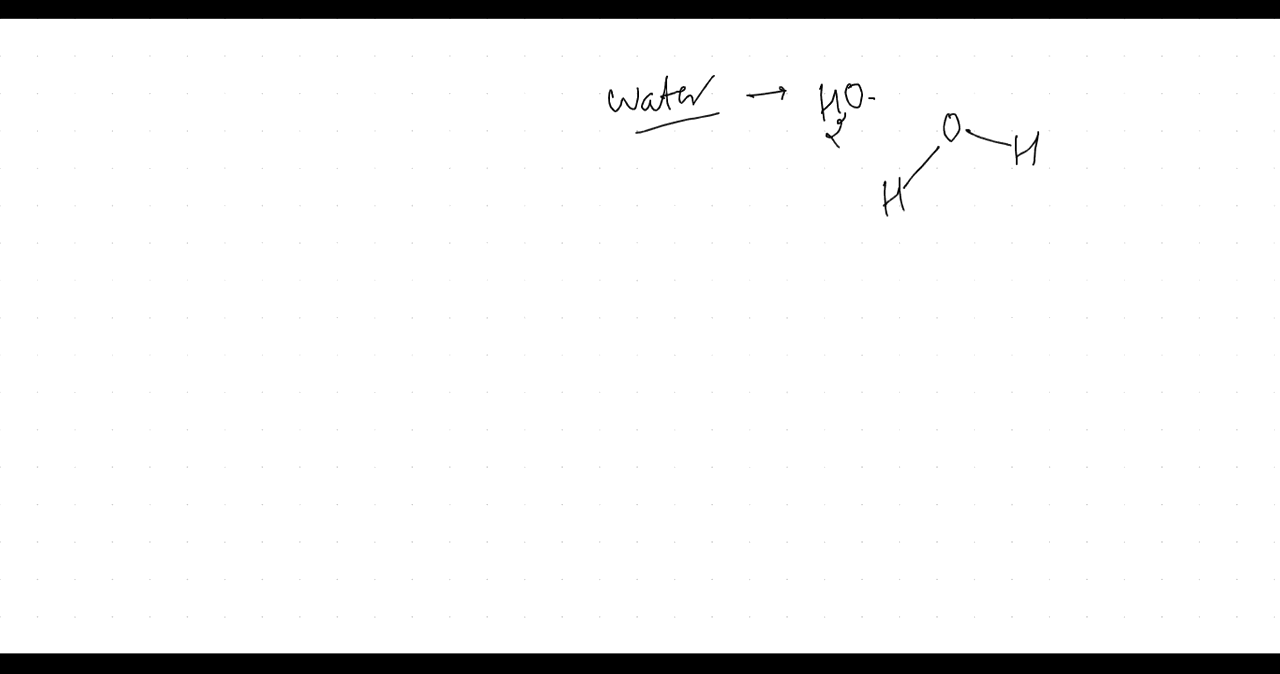 water → H₂O.
O
H
H